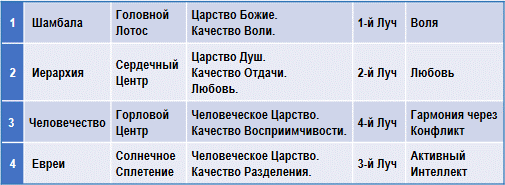 1 Шамбала Головной Лотос Царство Божие. Качество Воли. 1-й Луч Воля
2 Иерархия Сердечный Центр Царство Душ. Качество Отдачи. Любовь. 2-й Луч Любовь
3 Человечество Горловой Центр Человеческое Царство. Качество Восприимчивости. 4-й Луч Гармония через Конфликт
4 Евреи Солнечное Сплетение Человеческое Царство. Качество Разделения. 3-й Луч Активный Интеллект